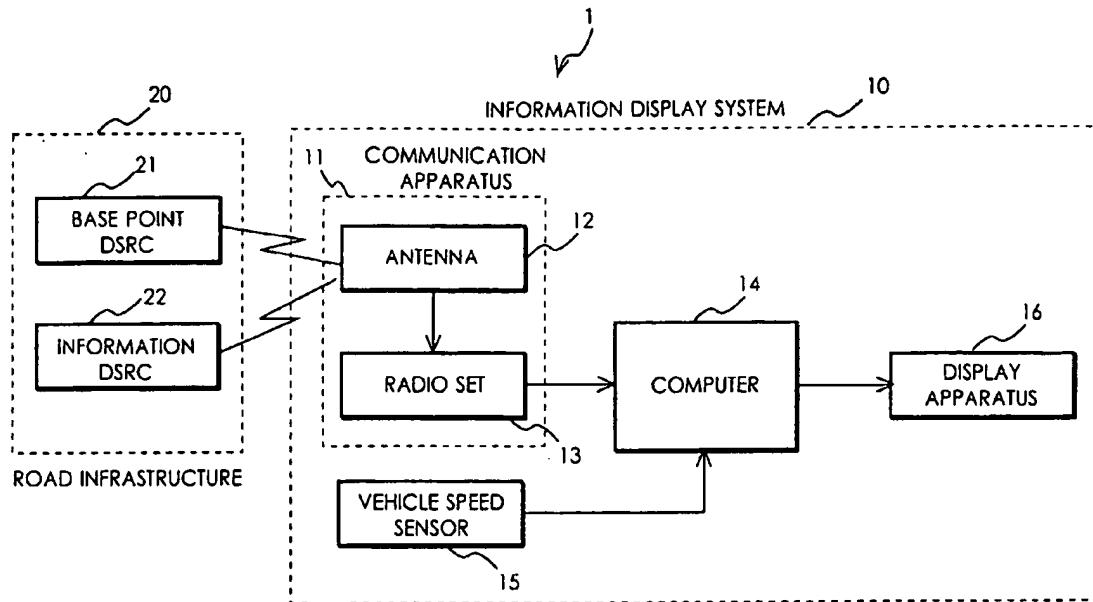 1
20
INFORMATION DISPLAY SYSTEM
10
21
BASE POINT
DSRC
22
INFORMATION
DSRC
ROAD INFRASTRUCTURE
11
COMMUNICATION
APPARATUS
12
ANTENNA
RADIO SET
13
14
COMPUTER
16
DISPLAY
APPARATUS
VEHICLE SPEED
SENSOR
15